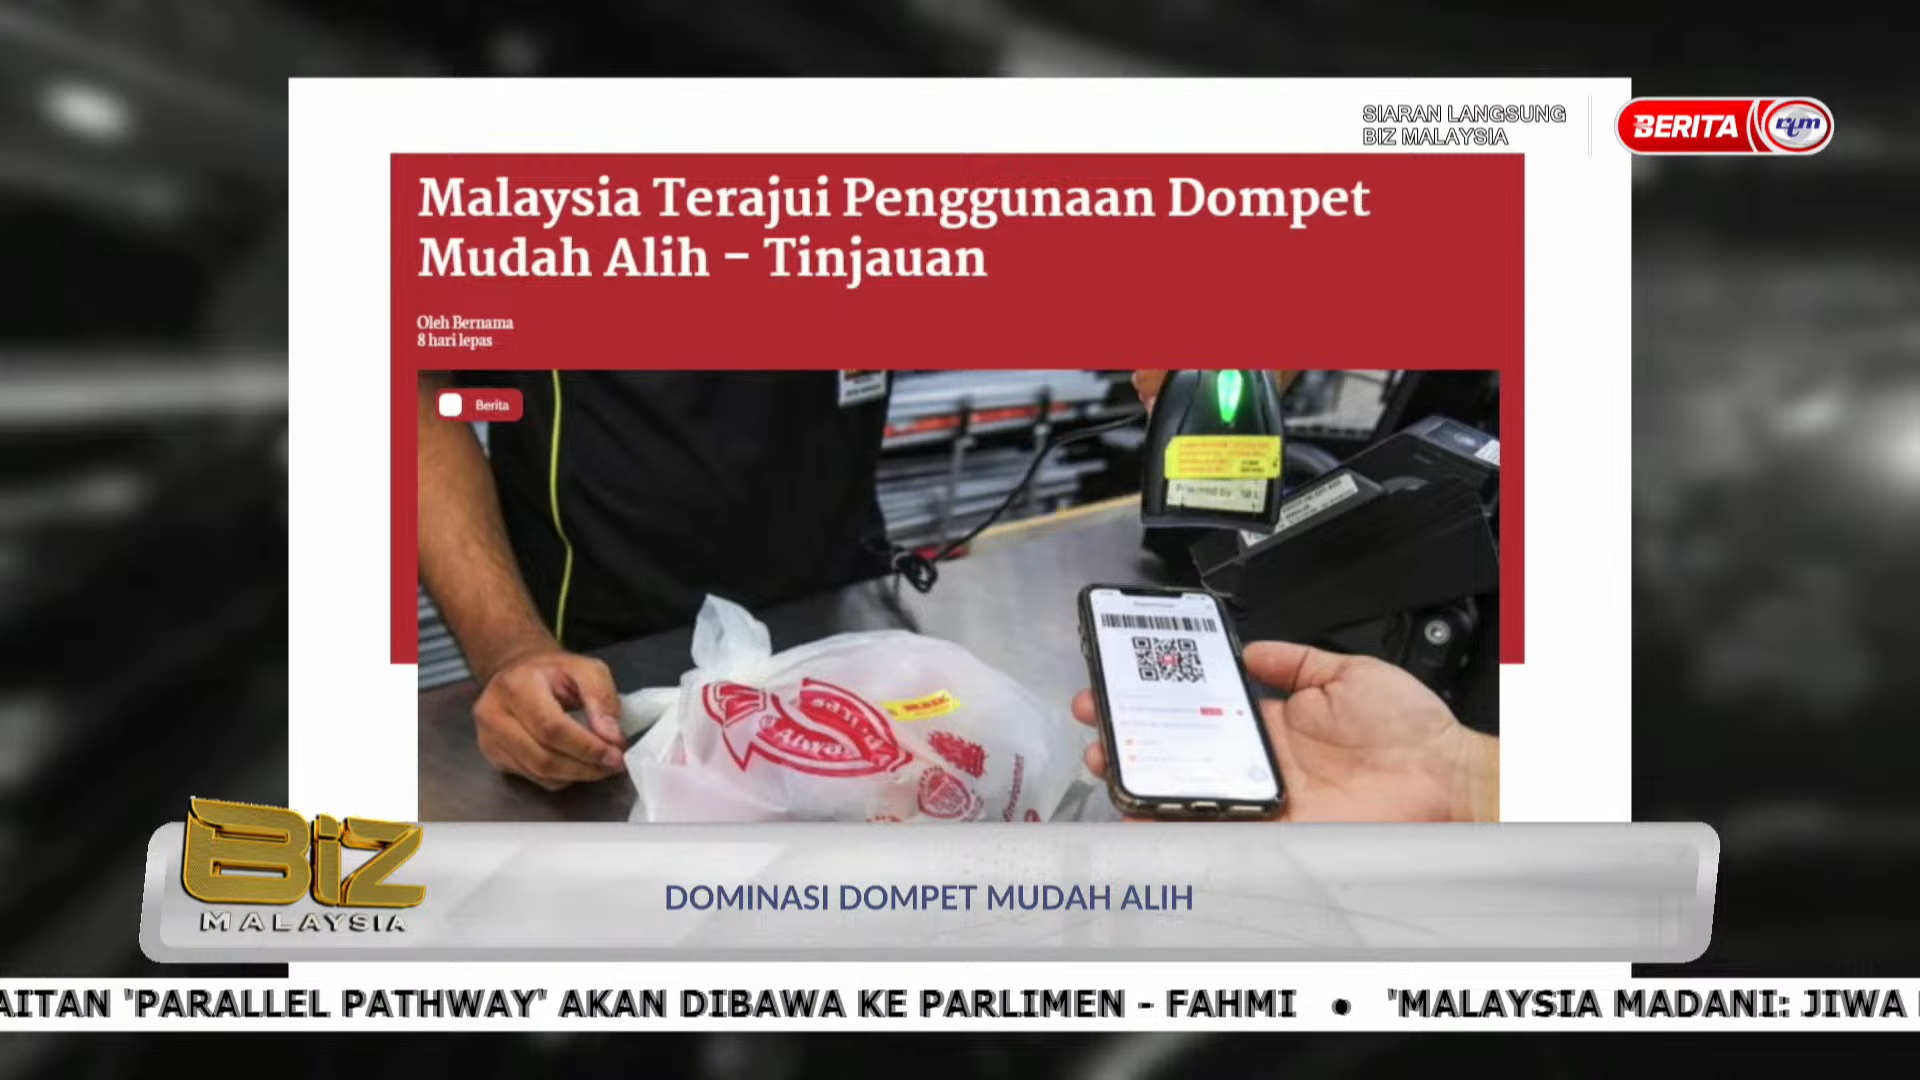 SIARAN LANGSUNG
BIZ MALAYSIA
BERITA rtm
Malaysia Terajui Penggunaan Dompet
Mudah Alih – Tinjauan
Oleh Bernama
8 hari lepas
Berita
BiZ
MALAYSIA
DOMINASI DOMPET MUDAH ALIH
AITAN 'PARALLEL PATHWAY' AKAN DIBAWA KE PARLIMEN - FAHMI • 'MALAYSIA MADANI: JIWA